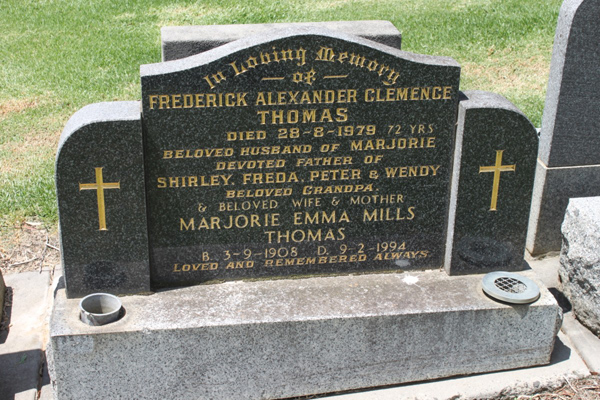 In Loving Memory
— of —
FREDERICK ALEXANDER CLEMENCE
THOMAS
DIED 28-8-1979 72 YRS
BELOVED HUSBAND OF MARJORIE
DEVOTED FATHER OF
SHIRLEY, FREDA, PETER & WENDY
BELOVED GRANDPA.
& BELOVED WIFE & MOTHER
MARJORIE EMMA MILLS
THOMAS
B. 3-9-1908 D. 9-2-1994
LOVED AND REMEMBERED ALWAYS